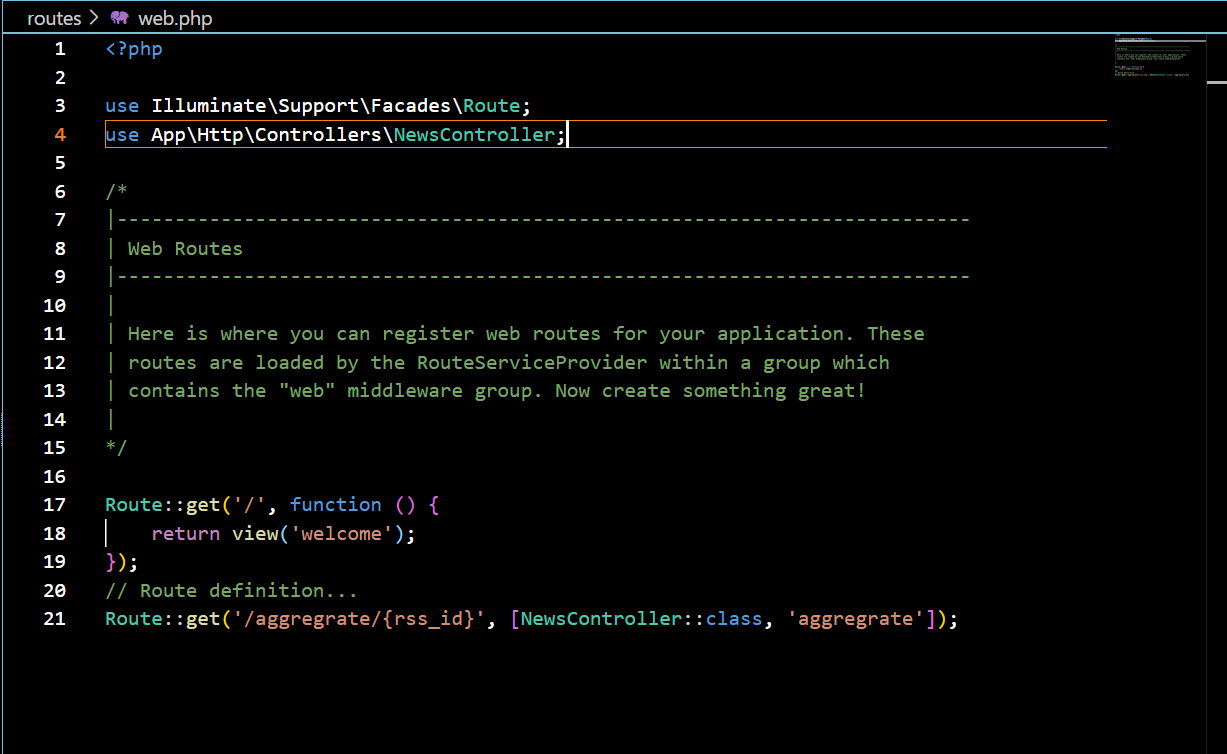 routes > web.php
1 <?php
2
3 use Illuminate\Support\Facades\Route;
4 use App\Http\Controllers\NewsController;
5
6 /*
7 |--------------------------------------------------------------------------
8 | Web Routes
9 |--------------------------------------------------------------------------
10 |
11 | Here is where you can register web routes for your application. These
12 | routes are loaded by the RouteServiceProvider within a group which
13 | contains the "web" middleware group. Now create something great!
14 |
15 */
16
17 Route::get('/', function () {
18     return view('welcome');
19 });
20 // Route definition...
21 Route::get('/aggregrate/{rss_id}', [NewsController::class, 'aggregrate']);